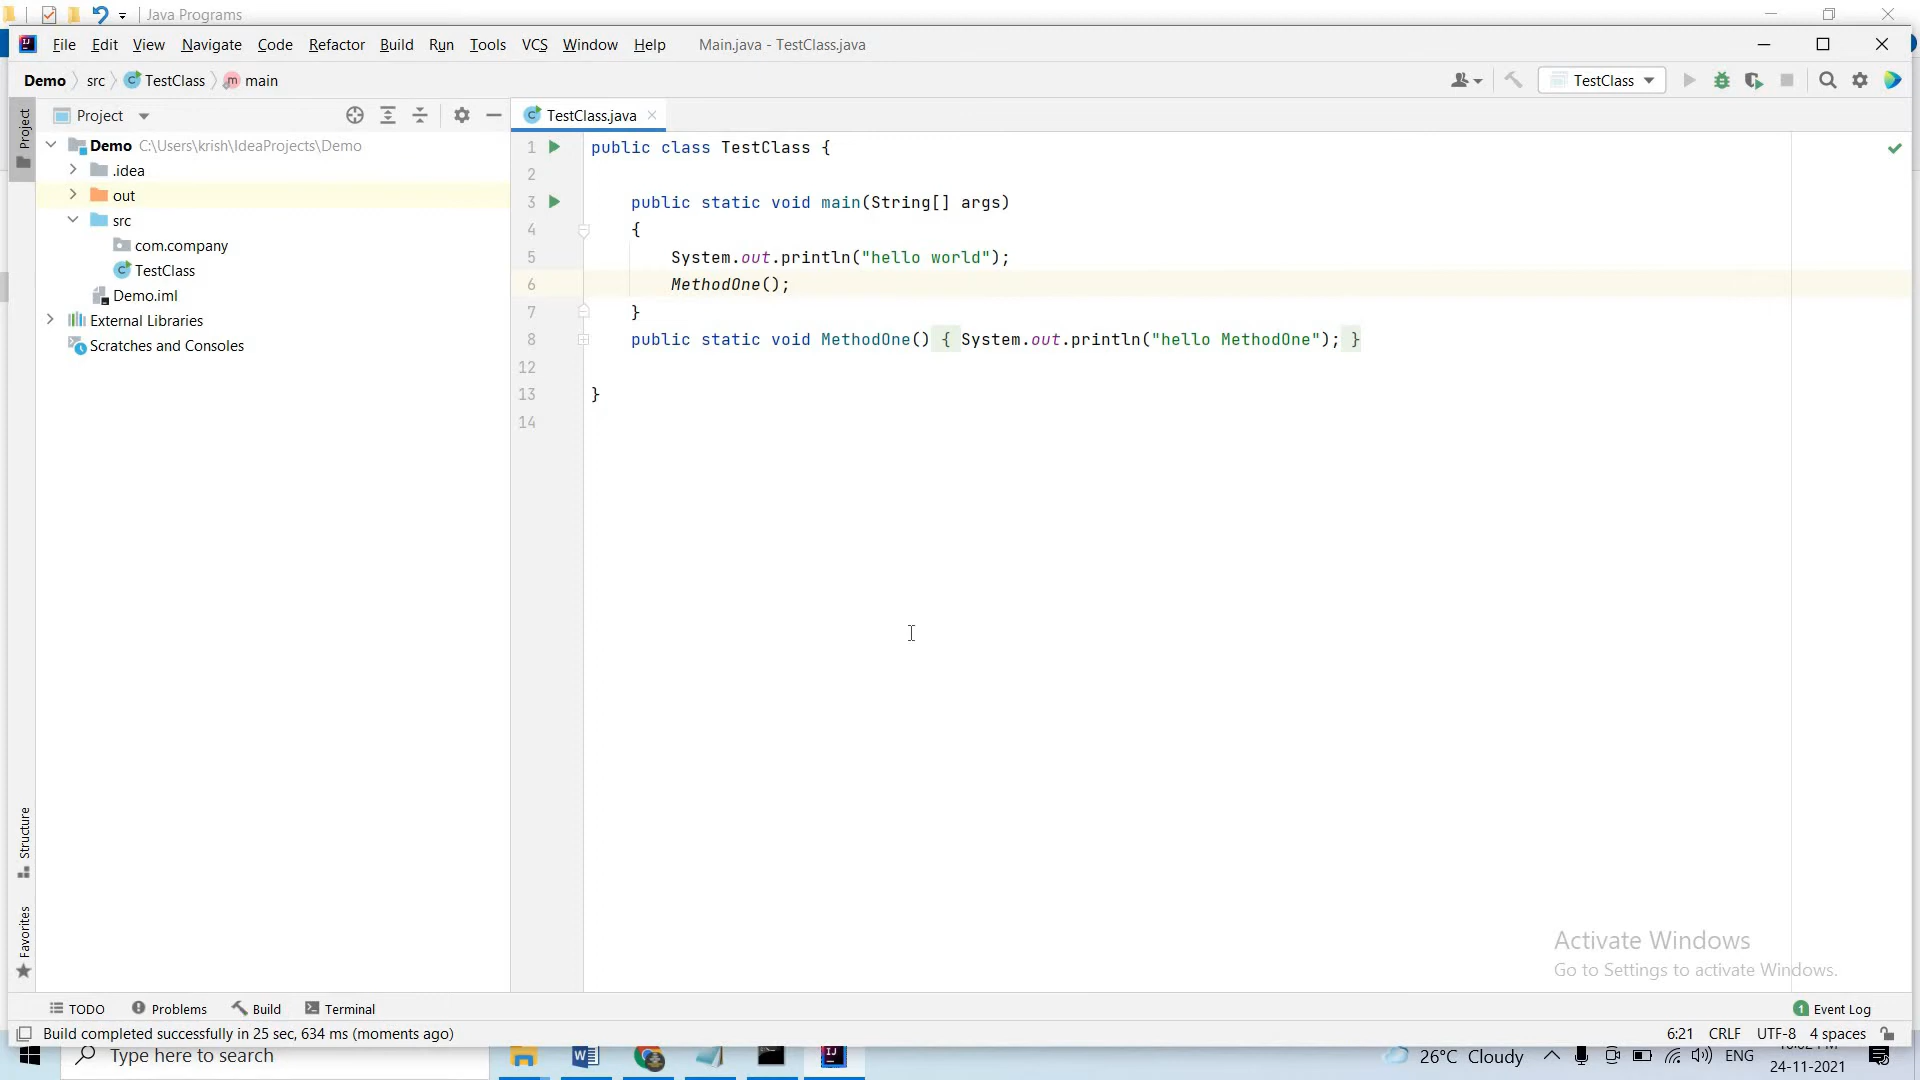 Java Programs
File Edit View Navigate Code Refactor Build Run Tools VCS Window Help Main.java - TestClass.java
Demo src TestClass main
TestClass
Project
Project
TestClass.java
Demo C:\Users\krish\IdeaProjects\Demo
.idea
out
src
com.company
TestClass
Demo.iml
External Libraries
Scratches and Consoles
1 public class TestClass {
2
3 public static void main(String[] args)
4 {
5 System.out.println("hello world");
6 MethodOne();
7 }
8 public static void MethodOne() { System.out.println("hello MethodOne"); }
12
13 }
14
Structure
Favorites
Activate Windows
Go to Settings to activate Windows.
TODO Problems Build Terminal
1 Event Log
Build completed successfully in 25 sec, 634 ms (moments ago)
6:21 CRLF UTF-8 4 spaces
Type here to search
26°C Cloudy
ENG
24-11-2021